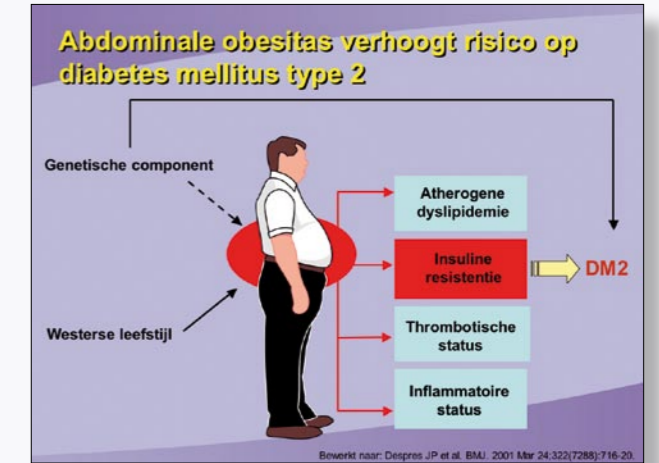 Abdominale obesitas verhoogt risico op
diabetes mellitus type 2
Genetische component
Atherogene
dyslipidemie
Insuline
resistentie
DM2
Westerse leefstijl
Thrombotische
status
Inflammatoire
status
Bewerkt naar: Despres JP et al. BMJ. 2001 Mar 24;322(7288):716-20.